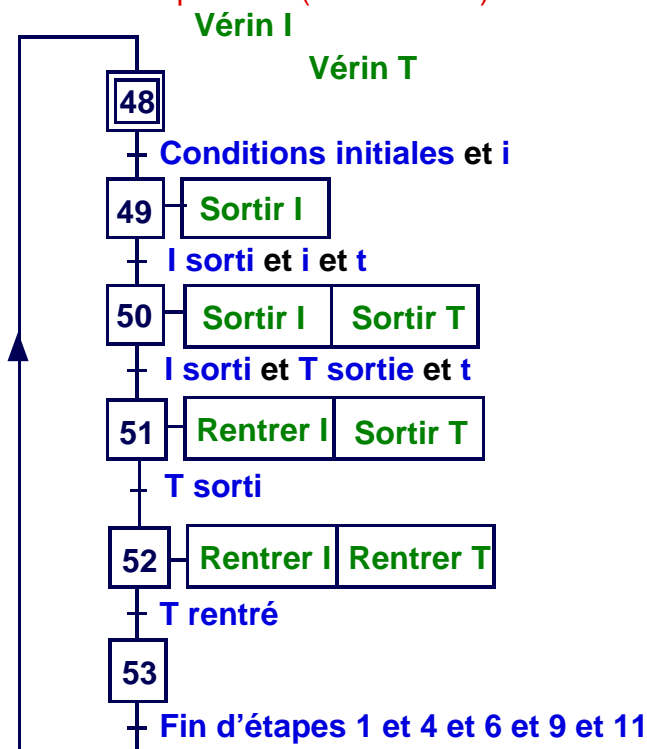 Vérin I
Vérin T
48
Conditions initiales et i
49 Sortir I
I sorti et i et t
50 Sortir I Sortir T
I sorti et T sortie et t
51 Rentrer I Sortir T
T sorti
52 Rentrer I Rentrer T
T rentré
53
Fin d'étapes 1 et 4 et 6 et 9 et 11